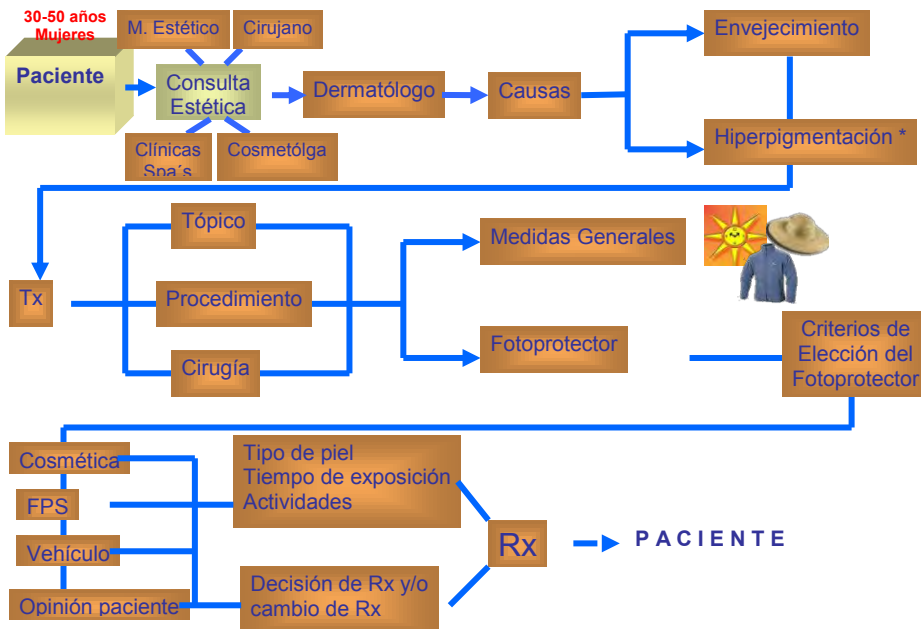 30-50 años
Mujeres
Paciente
M. Estético
Cirujano
Consulta
Estética
Clínicas
Spa´s
Cosmetólga
Dermatólogo
Causas
Envejecimiento
Hiperpigmentación *
Tx
Tópico
Procedimiento
Cirugía
Medidas Generales
Fotoprotector
Criterios de
Elección del
Fotoprotector
Cosmética
FPS
Vehículo
Opinión paciente
Tipo de piel
Tiempo de exposición
Actividades
Decisión de Rx y/o
cambio de Rx
Rx
PACIENTE